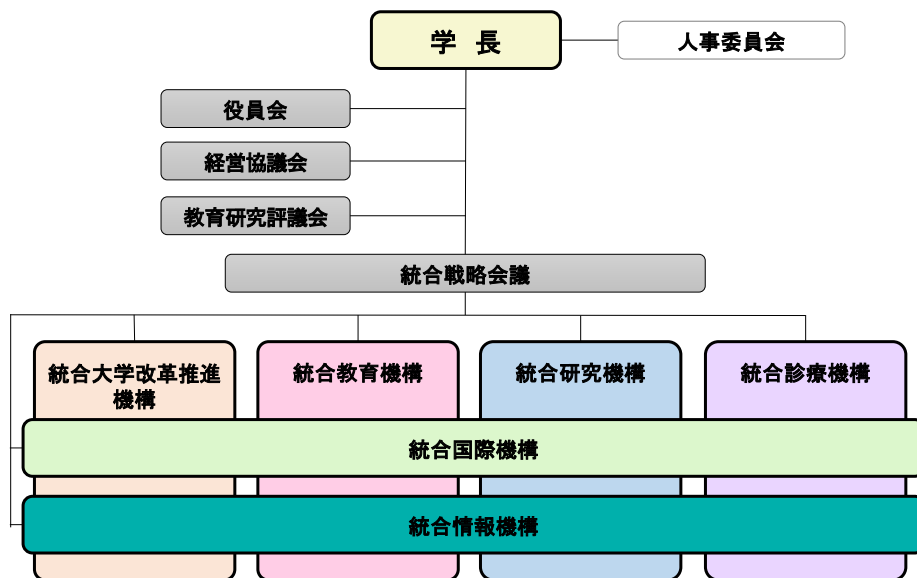 学 長
人事委員会
役員会
経営協議会
教育研究評議会
統合戦略会議
統合大学改革推進
機構
統合教育機構
統合研究機構
統合診療機構
統合国際機構
統合情報機構